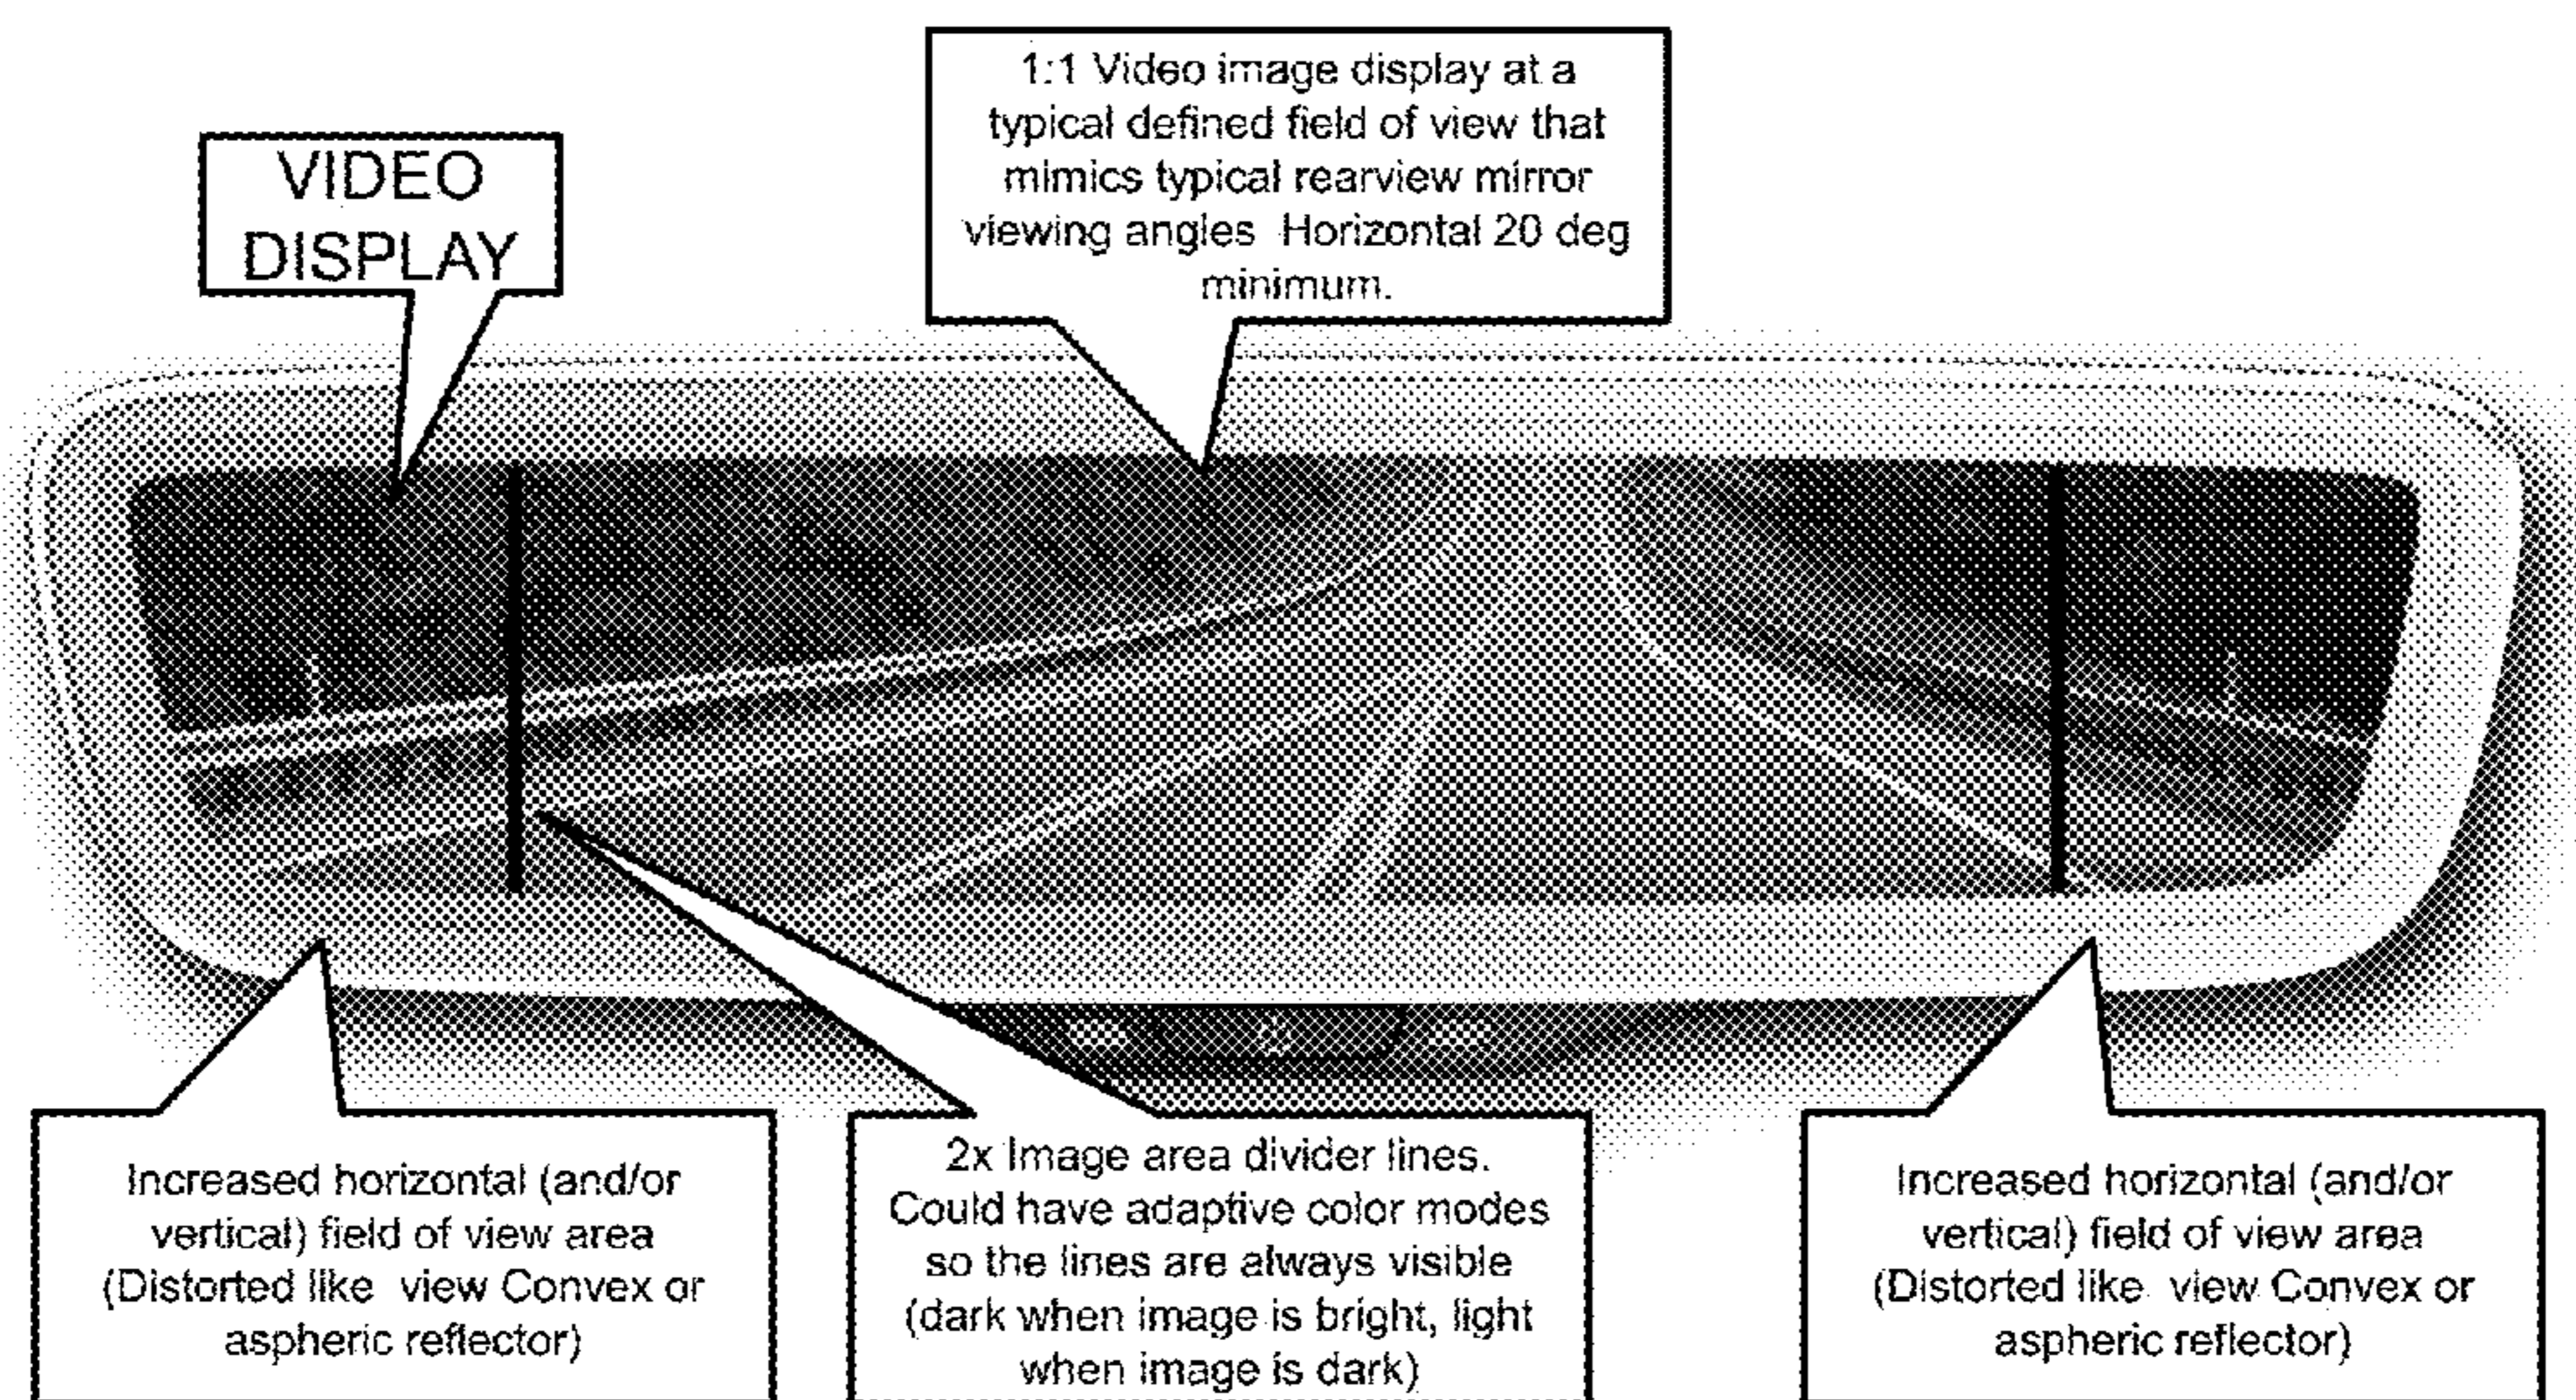 VIDEO
DISPLAY
1:1 Video image display at a
typical defined field of view that
mimics typical rearview mirror
viewing angles  Horizontal 20 deg
minimum.
Increased horizontal (and/or
vertical) field of view area
(Distorted like  view Convex or
aspheric reflector)
2x Image area divider lines.
Could have adaptive color modes
so the lines are always visible
(dark when image is bright, light
when image is dark)
Increased horizontal (and/or
vertical) field of view area
(Distorted like  view Convex or
aspheric reflector)